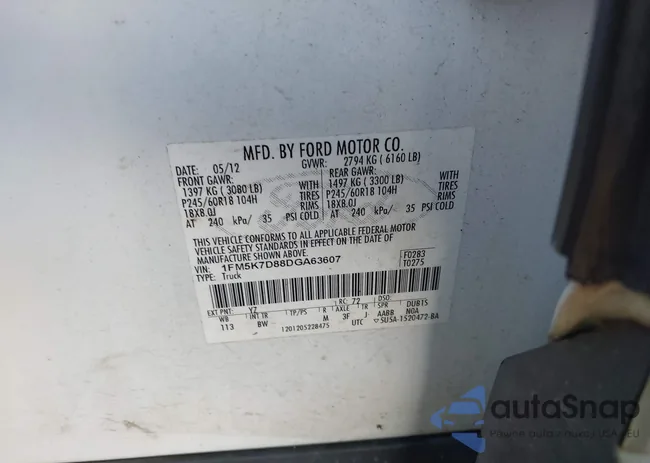 MFD. BY FORD MOTOR CO.
DATE: 05/12 GVWR: 2794 KG ( 6160 LB)
FRONT GAWR: REAR GAWR:
1397 KG ( 3080 LB) 1497 KG ( 3300 LB)
P245/60R18 104H TIRES P245/60R18 104H TIRES
18X8.0J RIMS 18X8.0J RIMS
AT 240 kPa/ 35 PSI COLD AT 240 kPa/ 35 PSI COLD
THIS VEHICLE CONFORMS TO ALL APPLICABLE FEDERAL MOTOR
VEHICLE SAFETY STANDARDS IN EFFECT ON THE DATE OF
MANUFACTURE SHOWN ABOVE.
VIN: 1FM5K7D88DGA63607 F0283
TYPE: Truck T0275
EXT PNT: YZ RC: 72 DSO:
WB INT TR TP/PS R AXLE TR SPR DUB15
113 BW M 3F J- AABB N0A
1201205228475 UTC ▽5U5A-1520472-BA
autoSnap